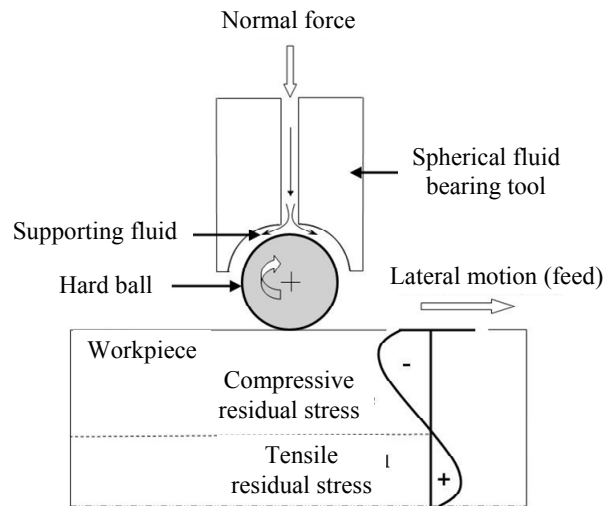 Normal force
Spherical fluid
bearing tool
Supporting fluid
Hard ball
Lateral motion (feed)
Workpiece
-
Compressive
residual stress
Tensile
residual stress
+